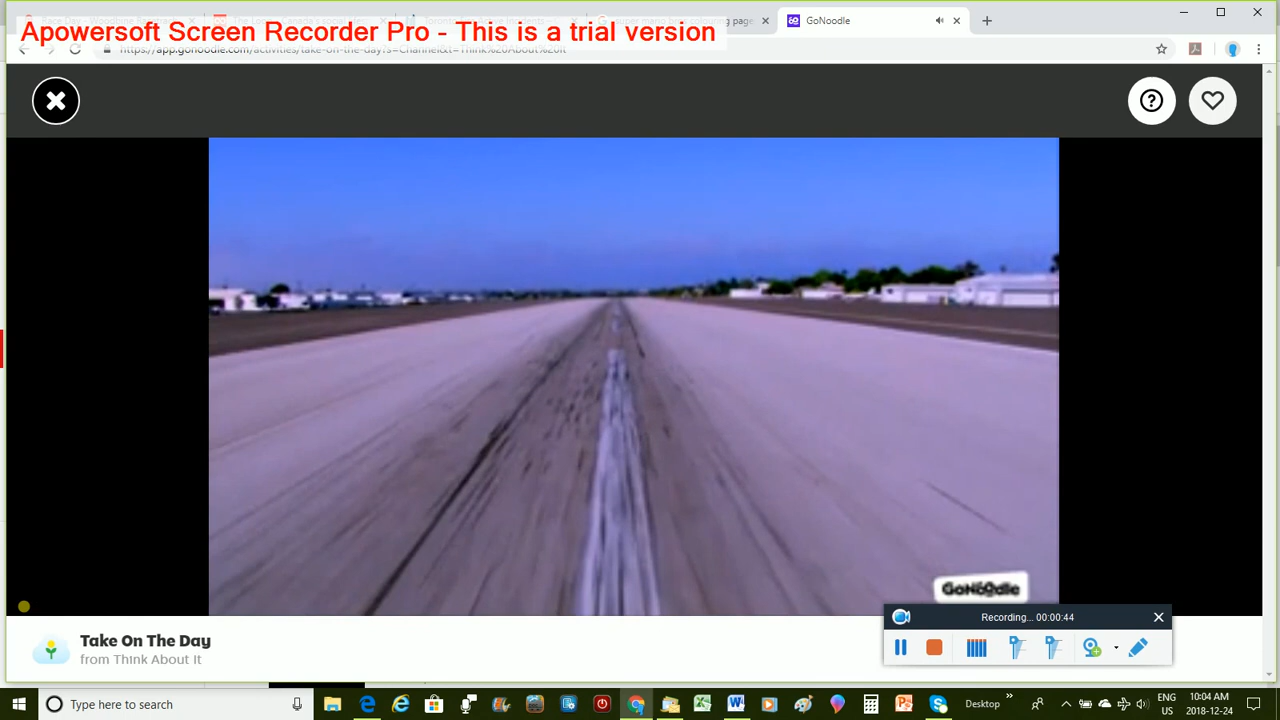 Apowersoft Screen Recorder Pro - This is a trial version
GoNoodle
GoNoodle
Recording... 00:00:44
Take On The Day
from Think About It
Type here to search
Desktop
ENG
US
10:04 AM
2018-12-24